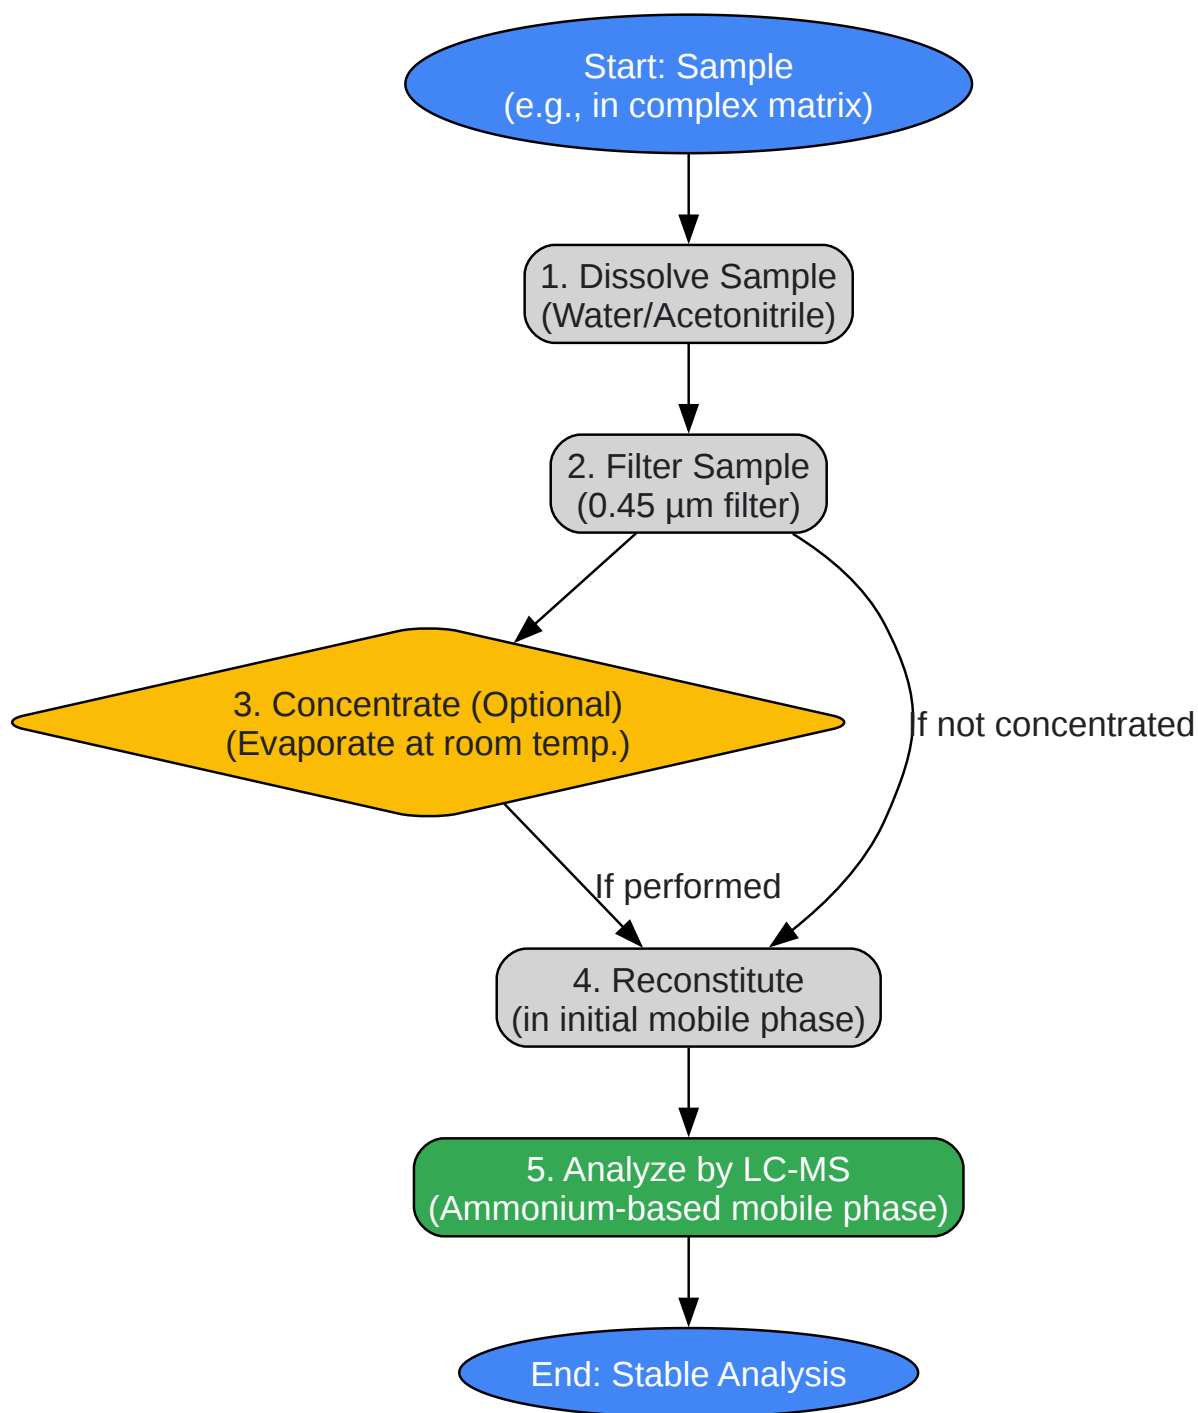 Start: Sample
(e.g., in complex matrix)
1. Dissolve Sample
(Water/Acetonitrile)
2. Filter Sample
(0.45 µm filter)
3. Concentrate (Optional)
(Evaporate at room temp.)
If not concentrated
If performed
4. Reconstitute
(in initial mobile phase)
5. Analyze by LC-MS
(Ammonium-based mobile phase)
End: Stable Analysis